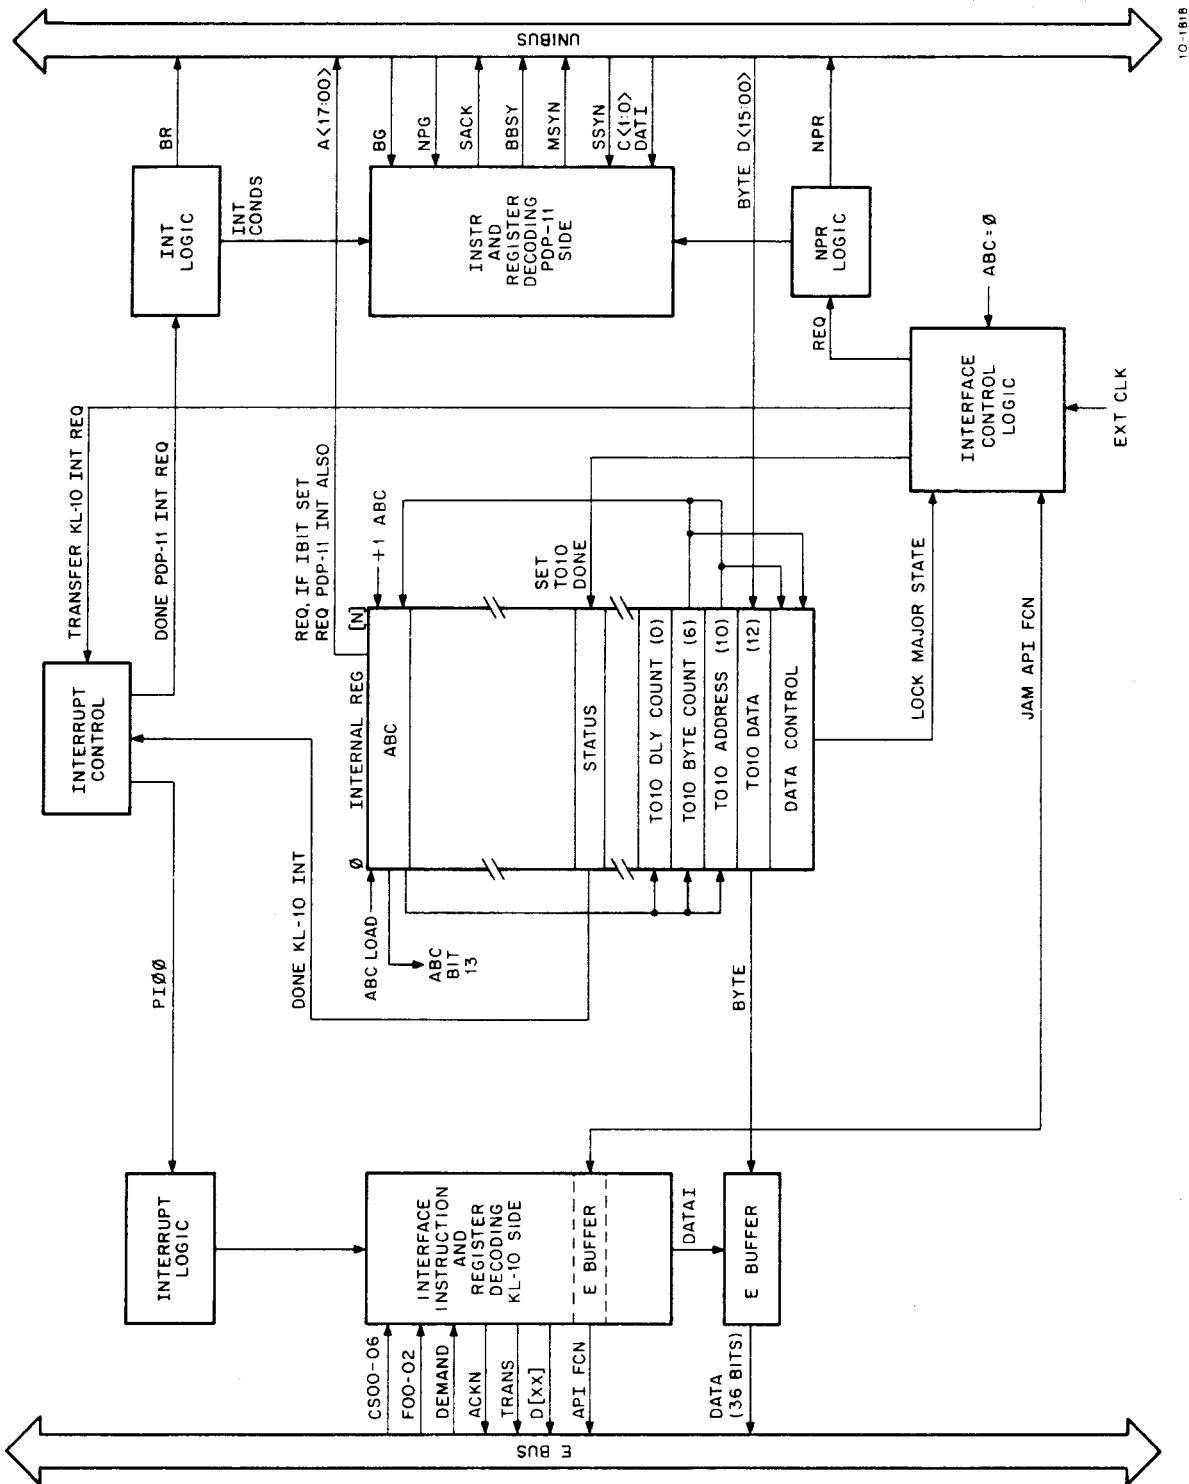 UNIBUS
BR
A<17:00>
BG
NPG
SACK
BBSY
MSYN
SSYN
C<1:0>
DATI
BYTE D<15:00>
NPR
INT
LOGIC
INT
CONDS
INSTR
AND
REGISTER
DECODING
PDP-11
SIDE
NPR
LOGIC
REQ
ABC=Ø
INTERFACE
CONTROL
LOGIC
EXT CLK
TRANSFER KL-10 INT REQ
DONE PDP-11 INT REQ
REQ, IF IBIT SET
REQ PDP-11 INT ALSO
+1 ABC
SET
TO10
DONE
LOCK MAJOR STATE
JAM API FCN
INTERRUPT
CONTROL
Ø INTERNAL REG [N]
ABC
STATUS
TO10 DLY COUNT (0)
TO10 BYTE COUNT (6)
TO10 ADDRESS (10)
TO10 DATA (12)
DATA CONTROL
PIØØ
DONE KL-10 INT
ABC LOAD
ABC
BIT
13
BYTE
INTERRUPT
LOGIC
INTERFACE
INSTRUCTION
AND
REGISTER
DECODING
KL-10 SIDE
E BUFFER
DATAI
E BUFFER
CS00-06
F00-02
DEMAND
ACKN
TRANS
D[XX]
API FCN
DATA
(36 BITS)
E BUS
10-1818